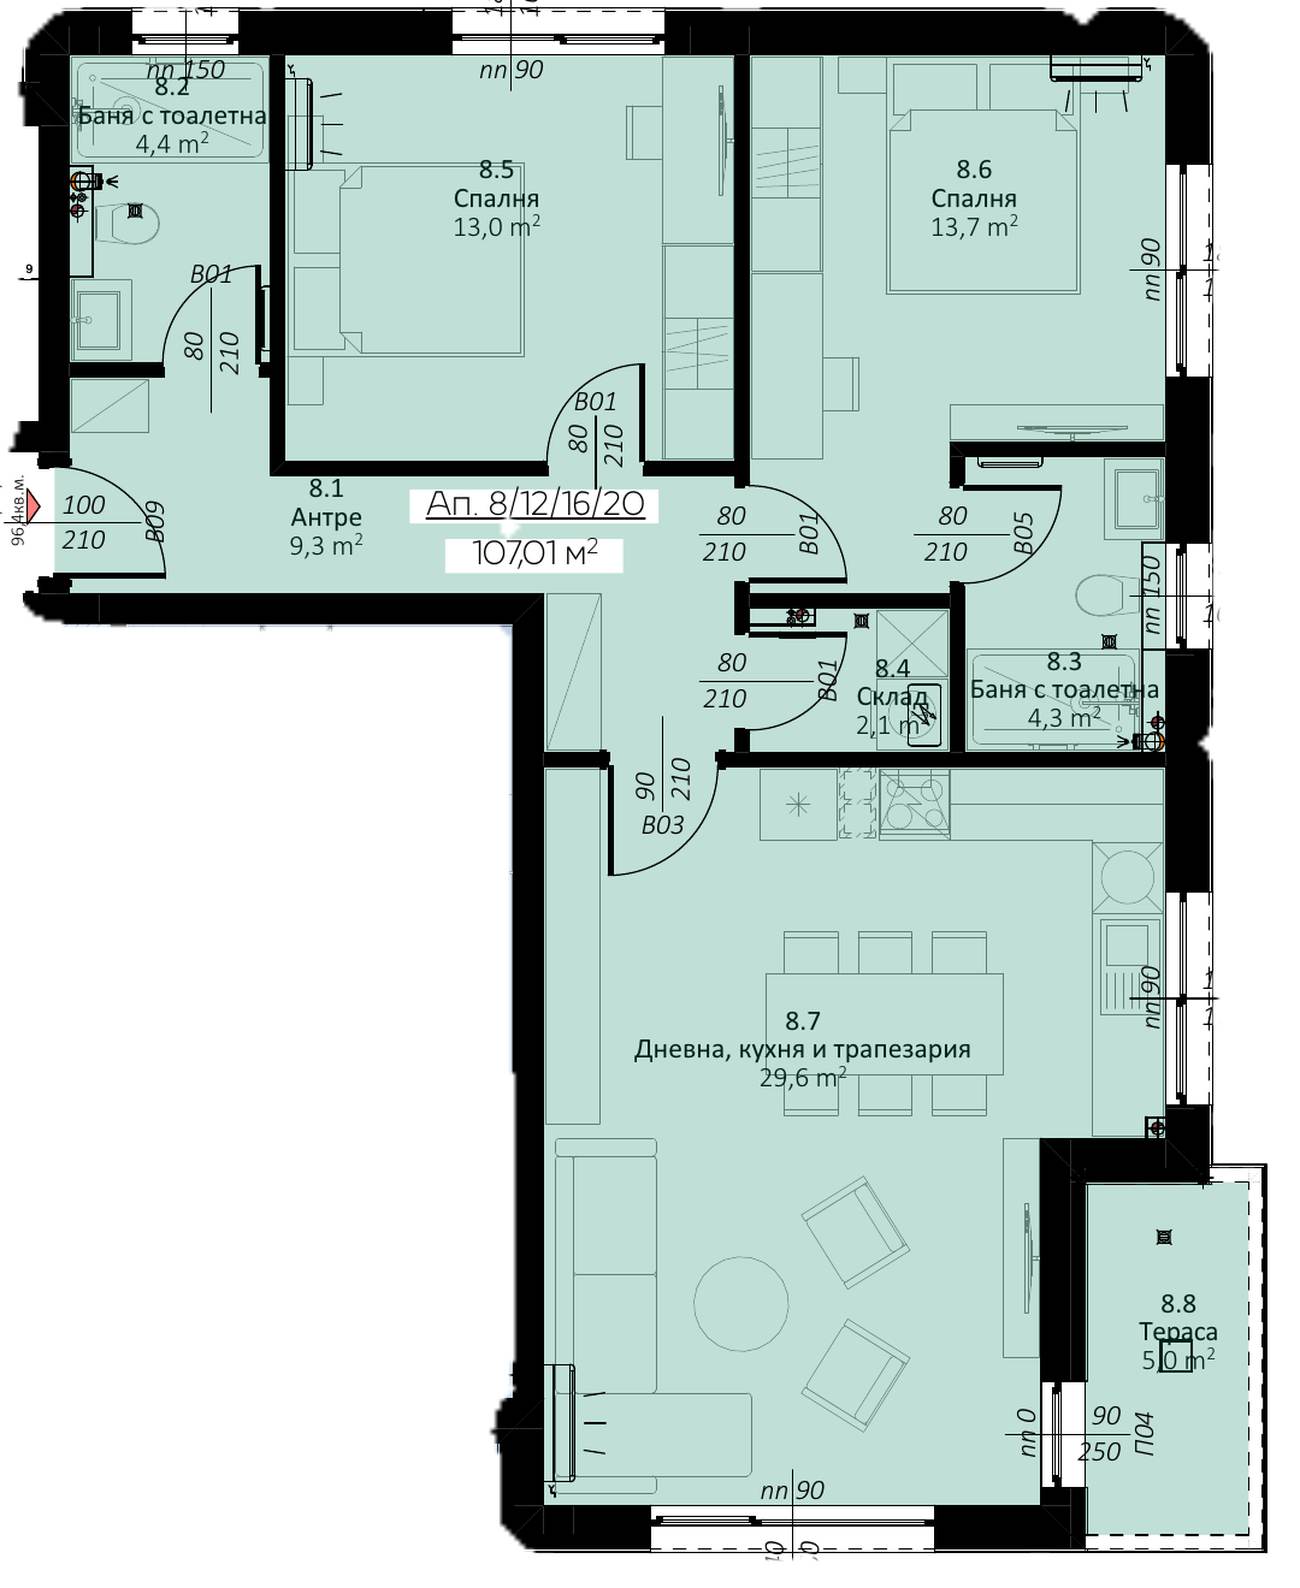 пп 150
8.2
Баня с тоалетна
4,4 m²
пп 90
8.5
Спалня
13,0 m²
8.6
Спалня
13,7 m²
пп 90
9
B01
80
210
B01
80
210
8.1
Антре
9,3 m²
Ап. 8/12/16/20
107,01 м²
96,4кв.м.
100
210
B09
80
210
B01
80
210
B05
пп 150
80
210
B01
8.4
Склад
2,1 m²
8.3
Баня с тоалетна
4,3 m²
90
210
B03
пп 90
8.7
Дневна, кухня и трапезария
29,6 m²
8.8
Тераса
5,0 m²
пп 0
90
250
П04
пп 90